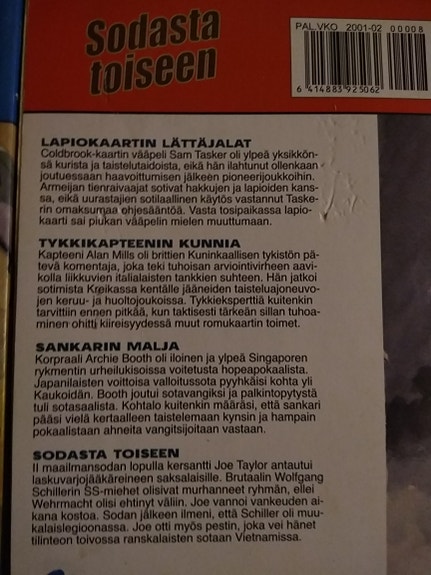 Sodasta
toiseen
PAL.VKO 2001-02 00008
6 414883 925062
LAPIOKAARTIN LÄTTÄJALAT
Coldbrook-kaartin vääpeli Sam Tasker oli ylpeä yksikkön-
sä kurista ja taistelutaidoista, eikä hän ilahtunut ollenkaan
joutuessaan haavoittumisen jälkeen pioneerijoukkoihin.
Armeijan tienraivaajat sotivat hakkujen ja lapioiden kans-
sa, eikä uurastajien sotilaallinen käytös vastannut Taske-
rin omaksumaa ohjesääntöä. Vasta tosipaikassa lapio-
kaarti sai piukan vääpelin mielen muuttumaan.
TYKKIKAPTEENIN KUNNIA
Kapteeni Alan Mills oli brittien Kuninkaallisen tykistön pä-
tevä komentaja, joka teki tuhoisan arviointivirheen aavi-
kolla liikkuvien italialaisten tankkien suhteen. Hän jatkoi
sotimista Kreikassa kentälle jääneiden taisteluajoneuvo-
jen keruu- ja huoltojoukoissa. Tykkieksperttiä kuitenkin
tarvittiin ennen pitkää, kun taktisesti tärkeän sillan tuhoa-
minen ohitti kiireisyydessä muut romukaartin toimet.
SANKARIN MALJA
Korpraali Archie Booth oli iloinen ja ylpeä Singaporen
rykmentin urheilukisoissa voitetusta hopeapokaalista.
Japanilaisten voittoisa valloitussota pyyhkäisi kohta yli
Kaukoidän. Booth joutui sotavangiksi ja palkintopytystä
tuli sotasaalista. Kohtalo kuitenkin määräsi, että sankari
pääsi vielä kertaalleen taistelemaan kynsin ja hampain
pokaalistaan ahneita vangitsijoitaan vastaan.
SODASTA TOISEEN
II maailmansodan lopulla kersantti Joe Taylor antautui
laskuvarjojääkäreineen saksalaisille. Brutaalin Wolfgang
Schillerin SS-miehet olisivat murhanneet ryhmän, ellei
Wehrmacht olisi ehtinyt väliin. Joe vannoi vankeuden ai-
kana kostoa. Sodan jälkeen ilmeni, että Schiller oli muu-
kalaislegioonassa. Joe otti myös pestin, joka vei hänet
tilinteon toivossa ranskalaisten sotaan Vietnamissa.